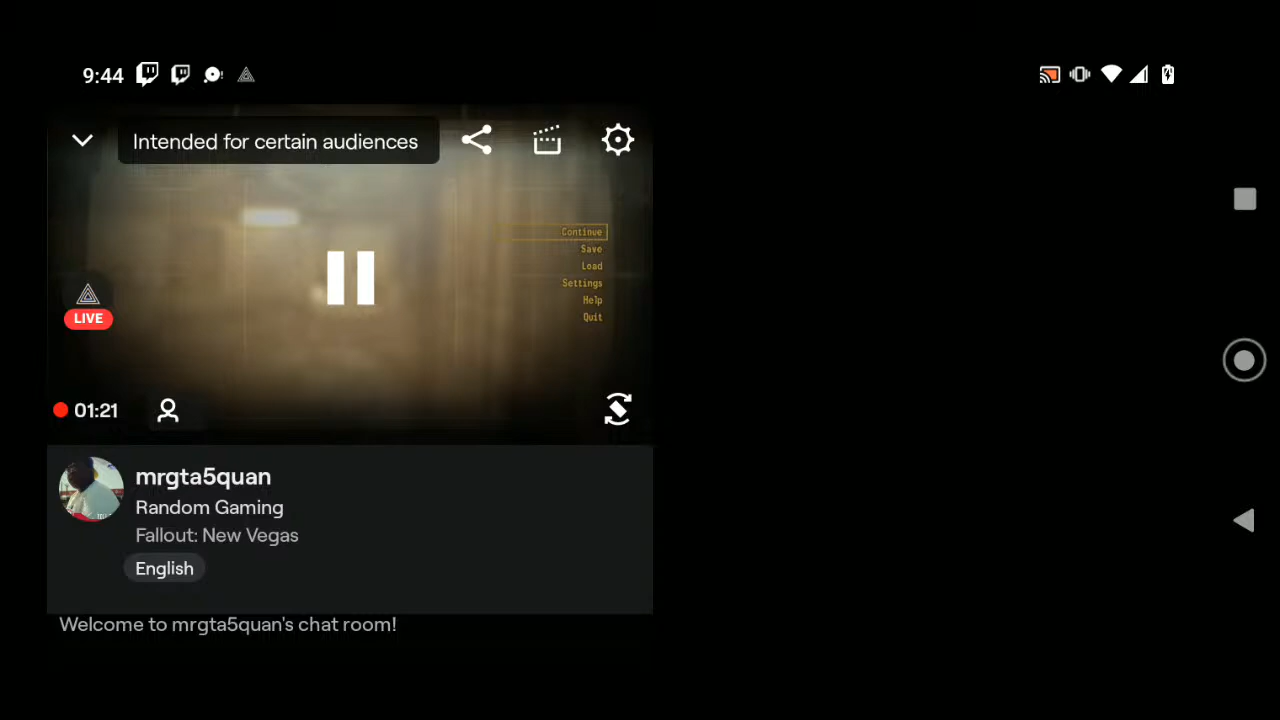 9:44
Intended for certain audiences
Continue
Save
Load
Settings
Help
Quit
LIVE
01:21
mrgta5quan
Random Gaming
Fallout: New Vegas
English
Welcome to mrgta5quan's chat room!